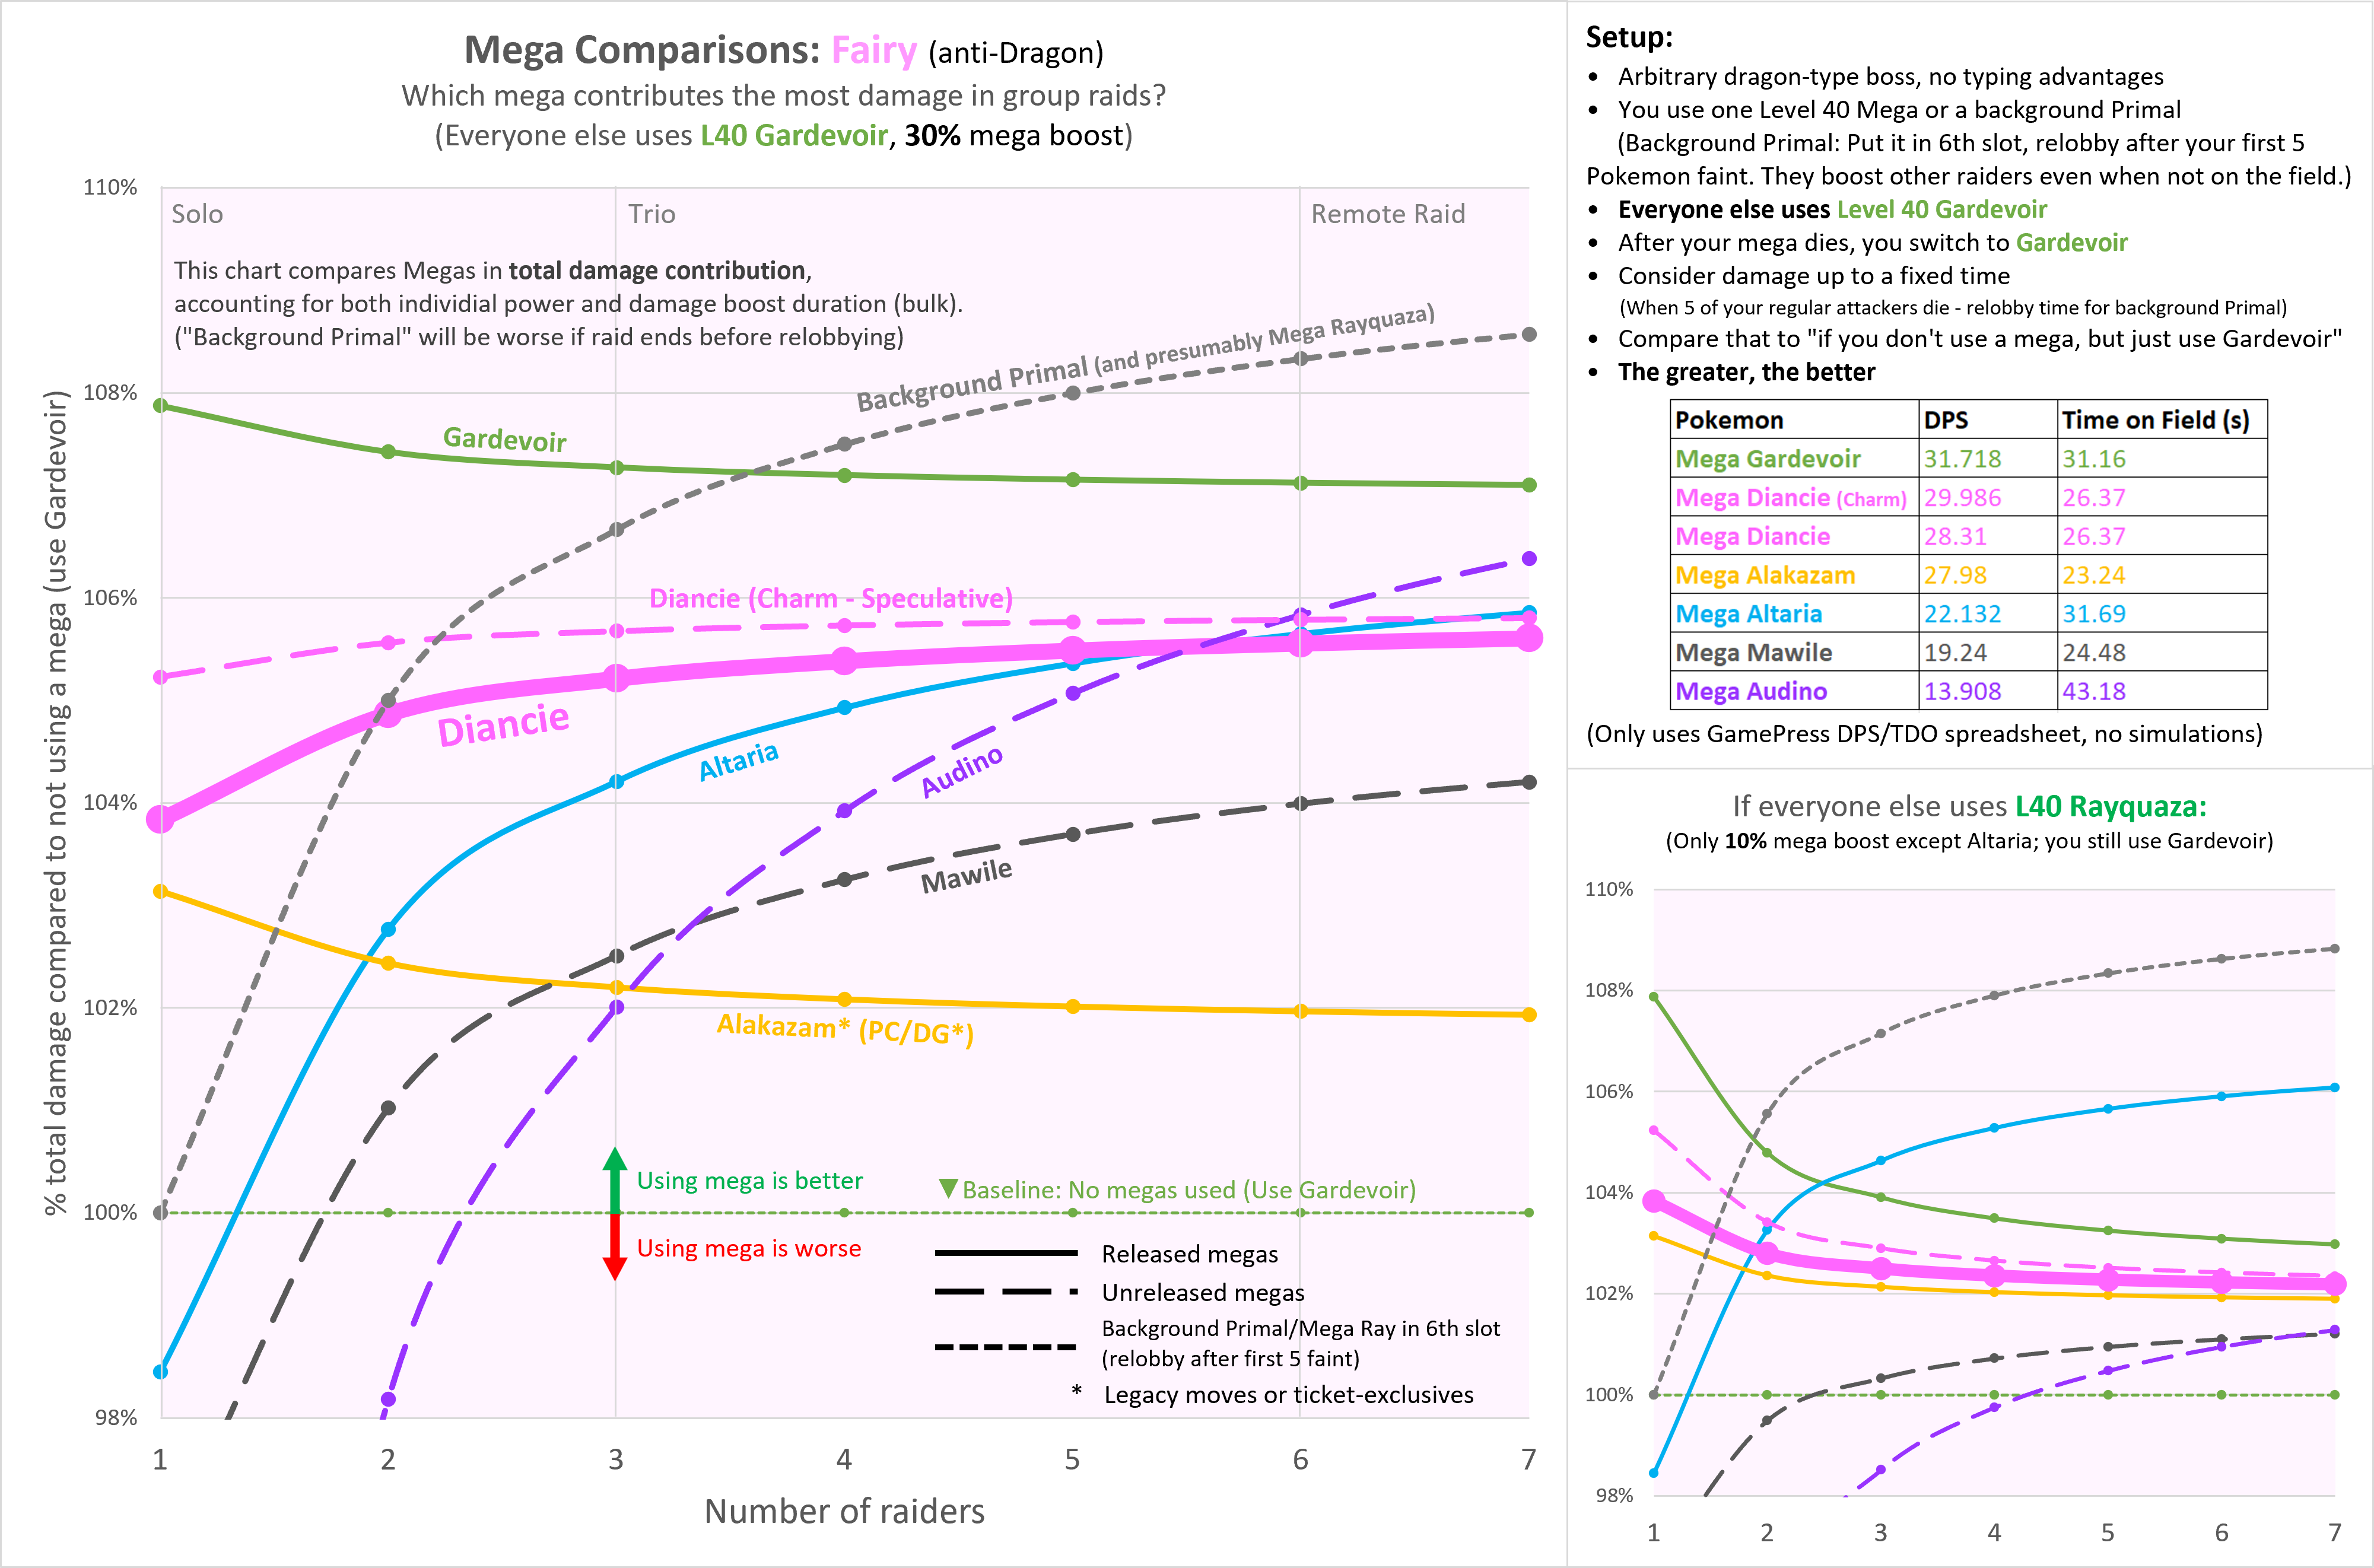 Mega Comparisons: Fairy (anti-Dragon)
Which mega contributes the most damage in group raids?
(Everyone else uses L40 Gardevoir, 30% mega boost)
% total damage compared to not using a mega (use Gardevoir)
110%
108%
106%
104%
102%
100%
98%
Solo
Trio
Remote Raid
This chart compares Megas in total damage contribution,
accounting for both individial power and damage boost duration (bulk).
("Background Primal" will be worse if raid ends before relobbying)
Background Primal (and presumably Mega Rayquaza)
Gardevoir
Diancie (Charm - Speculative)
Diancie
Altaria
Audino
Mawile
Alakazam* (PC/DG*)
Using mega is better
▼Baseline: No megas used (Use Gardevoir)
Using mega is worse
Released megas
Unreleased megas
Background Primal/Mega Ray in 6th slot
(relobby after first 5 faint)
* Legacy moves or ticket-exclusives
1 2 3 4 5 6 7
Number of raiders
Setup:
• Arbitrary dragon-type boss, no typing advantages
• You use one Level 40 Mega or a background Primal
(Background Primal: Put it in 6th slot, relobby after your first 5
Pokemon faint. They boost other raiders even when not on the field.)
• Everyone else uses Level 40 Gardevoir
• After your mega dies, you switch to Gardevoir
• Consider damage up to a fixed time
(When 5 of your regular attackers die - relobby time for background Primal)
• Compare that to "if you don't use a mega, but just use Gardevoir"
• The greater, the better
Pokemon DPS Time on Field (s)
Mega Gardevoir 31.718 31.16
Mega Diancie (Charm) 29.986 26.37
Mega Diancie 28.31 26.37
Mega Alakazam 27.98 23.24
Mega Altaria 22.132 31.69
Mega Mawile 19.24 24.48
Mega Audino 13.908 43.18
(Only uses GamePress DPS/TDO spreadsheet, no simulations)
If everyone else uses L40 Rayquaza:
(Only 10% mega boost except Altaria; you still use Gardevoir)
110%
108%
106%
104%
102%
100%
98%
1 2 3 4 5 6 7